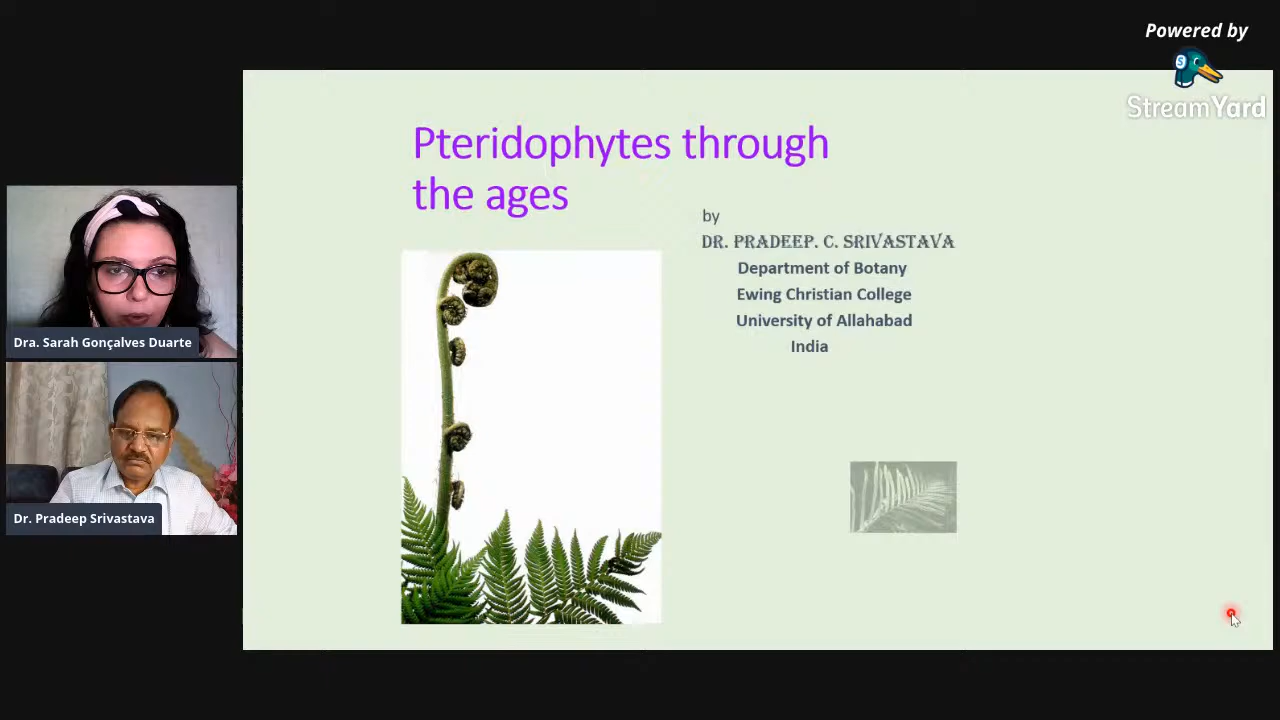 Powered by
StreamYard
Pteridophytes through
the ages
by
DR. PRADEEP. C. SRIVASTAVA
Department of Botany
Ewing Christian College
University of Allahabad
India
Dra. Sarah Gonçalves Duarte
Dr. Pradeep Srivastava